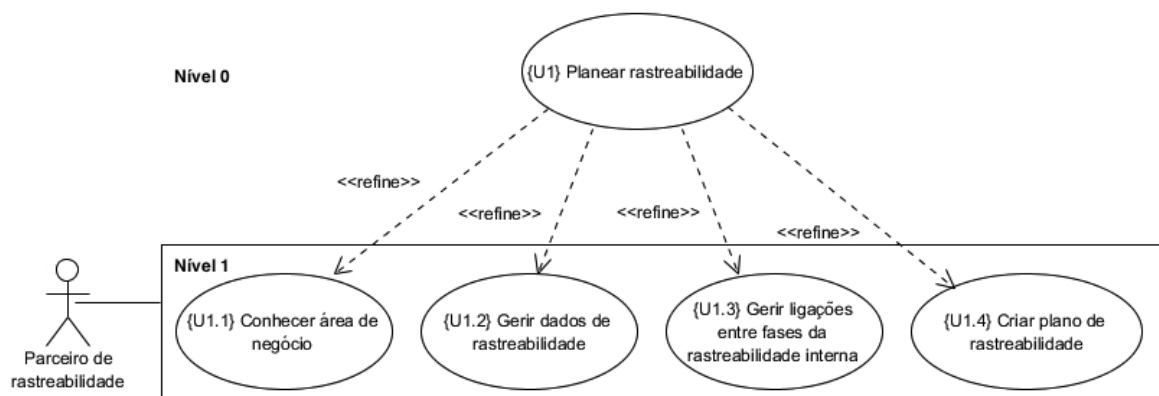 Nível 0
{U1} Planear rastreabilidade
<<refine>>
<<refine>>
<<refine>>
<<refine>>
Nível 1
{U1.1} Conhecer área de
negócio
{U1.2} Gerir dados de
rastreabilidade
{U1.3} Gerir ligações
entre fases da
rastreabilidade interna
{U1.4} Criar plano de
rastreabilidade
Parceiro de
rastreabilidade